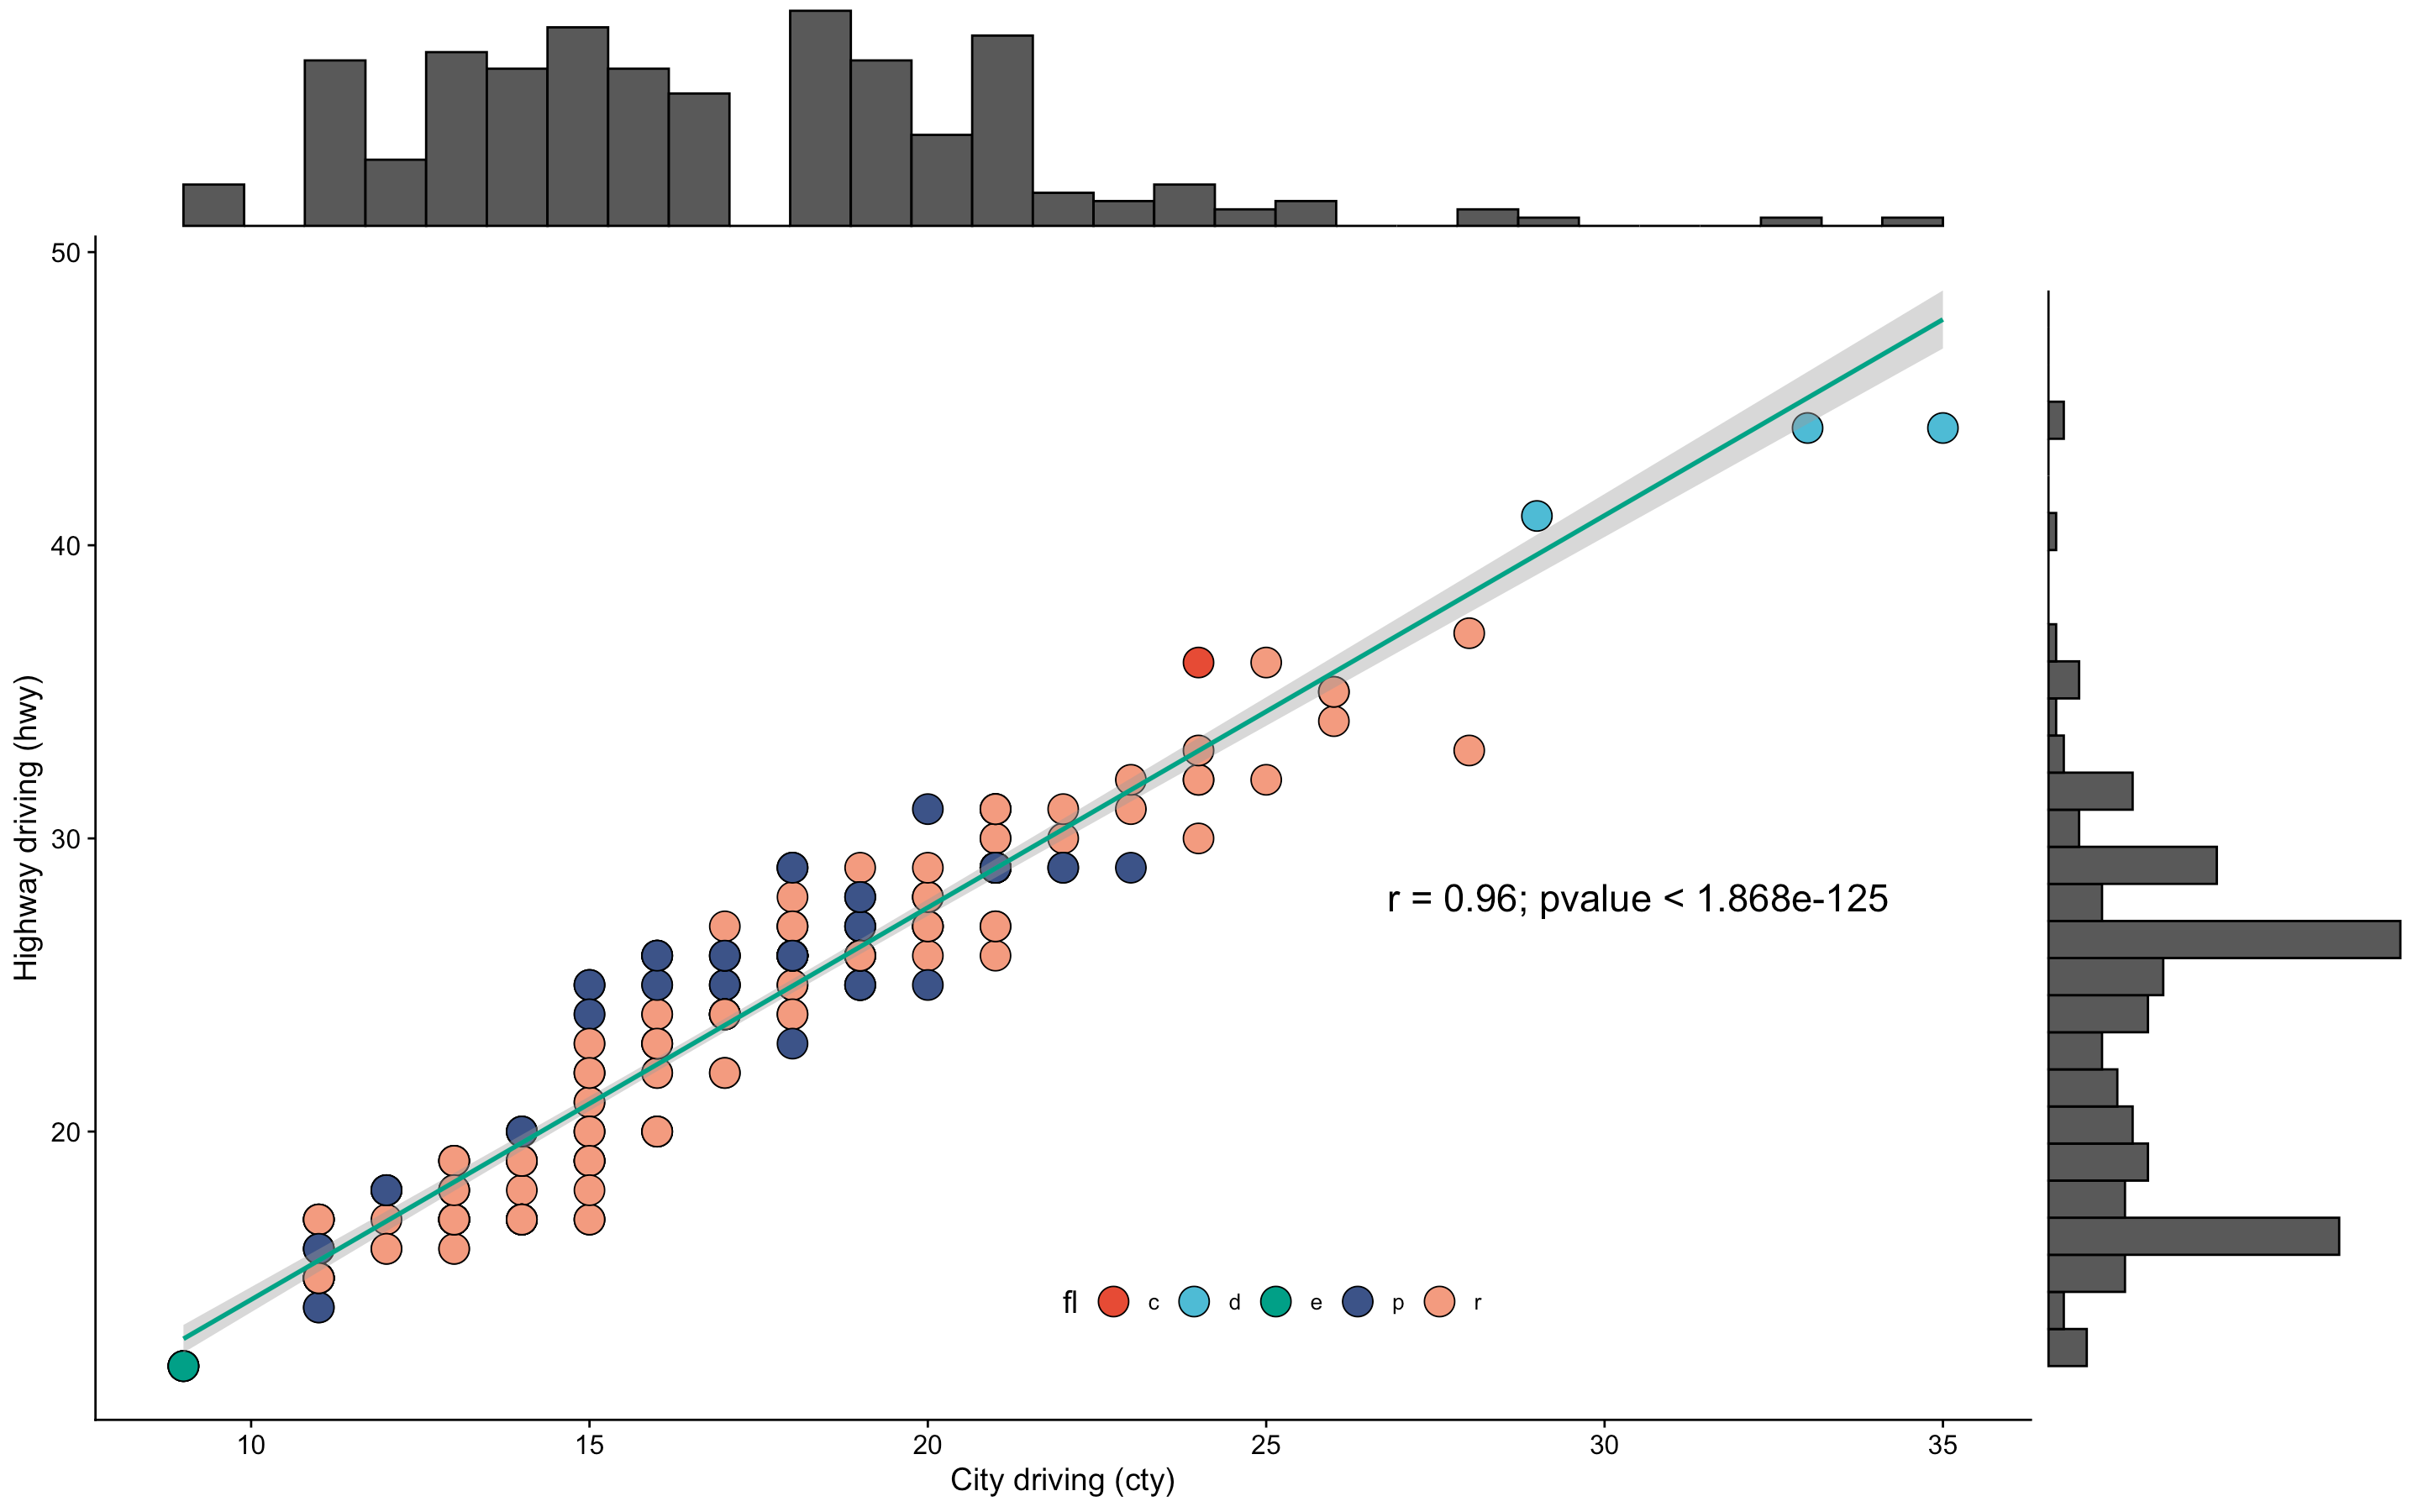 50
40
30
20
Highway driving (hwy)
r = 0.96; pvalue < 1.868e-125
fl c d e p r
10 15 20 25 30 35
City driving (cty)